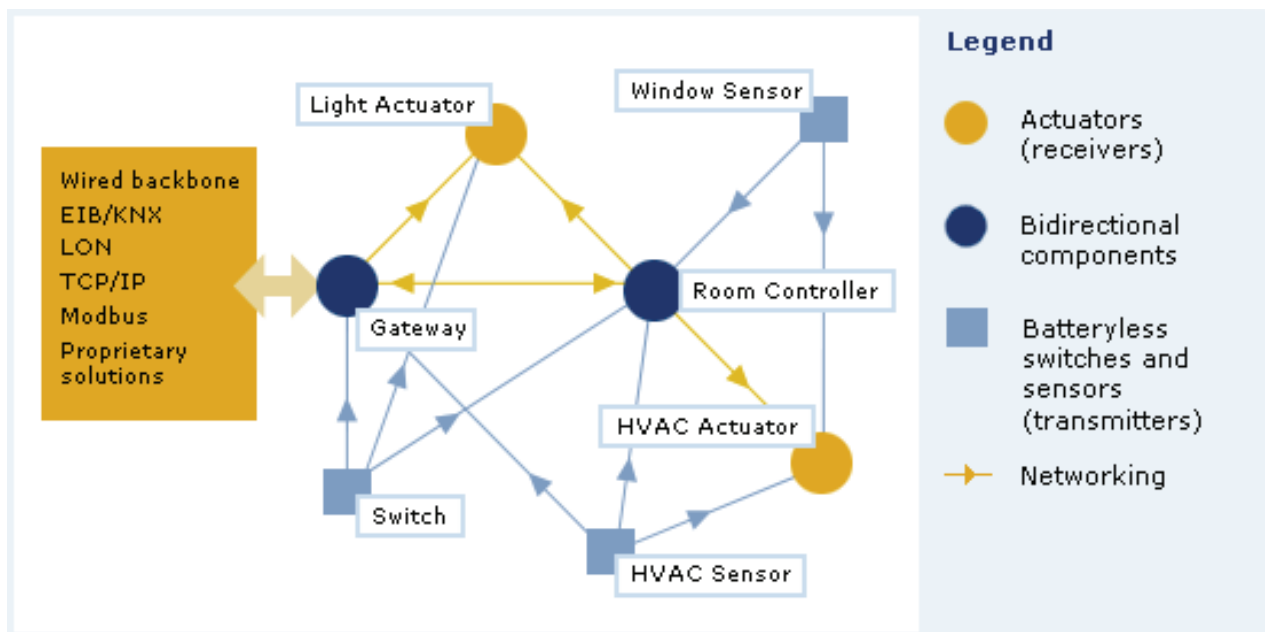 Legend
Light Actuator
Window Sensor
Actuators
(receivers)
Wired backbone
EIB/KNX
LON
TCP/IP
Modbus
Proprietary
solutions
Bidirectional
components
Room Controller
Gateway
Batteryless
switches and
sensors
(transmitters)
HVAC Actuator
Networking
Switch
HVAC Sensor